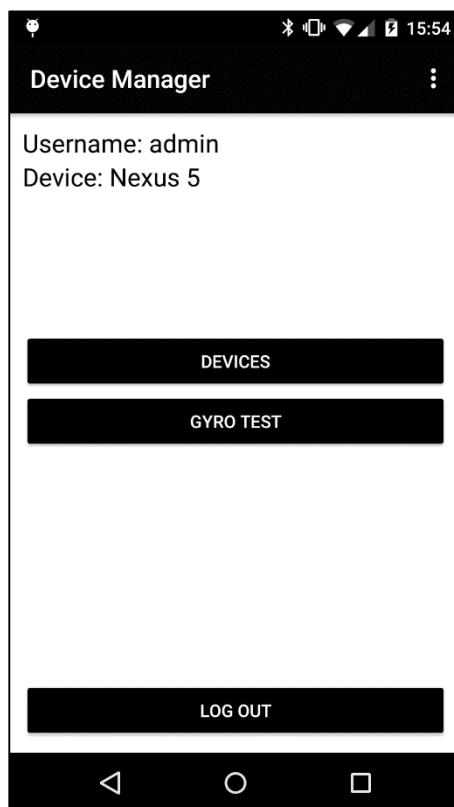 15:54
Device Manager
Username: admin
Device: Nexus 5
DEVICES
GYRO TEST
LOG OUT